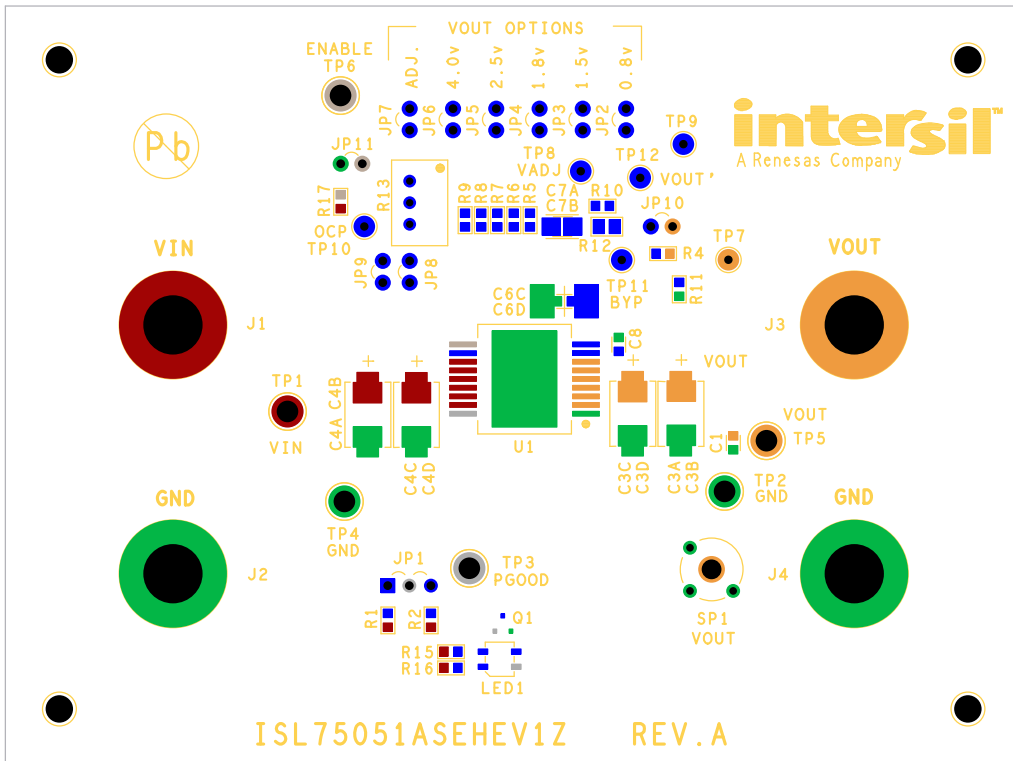 VOUT OPTIONS
ENABLE
TP6
ADJ.
4.0v
2.5v
1.8v
1.5v
0.8v
JP7
JP6
JP5
JP4
JP3
JP2
TP9
intersil™
A Renesas Company
Pb
JP11
TP8
VADJ
TP12
VOUT'
R17
R13
R9
R8
R7
R6
R5
C7A
C7B
R10
JP10
OCP
TP10
R12
R4
TP7
VIN
VOUT
JP9
JP8
TP11
BYP
R11
C6C
C6D
J1
J3
C8
VOUT
TP1
VIN
C4A C4B
C4C
C4D
U1
C3C
C3D
C3A
C3B
C1
VOUT
TP5
GND
GND
TP2
GND
TP4
GND
JP1
TP3
PGOOD
J2
J4
R1
R2
Q1
SP1
VOUT
R15
R16
LED1
ISL75051ASEHEV1Z REV.A